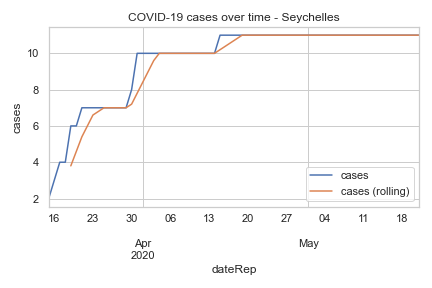 COVID-19 cases over time - Seychelles
cases
10
8
6
4
2
cases
cases (rolling)
16 23 30 06 13 20 27 04 11 18
Apr May
2020
dateRep